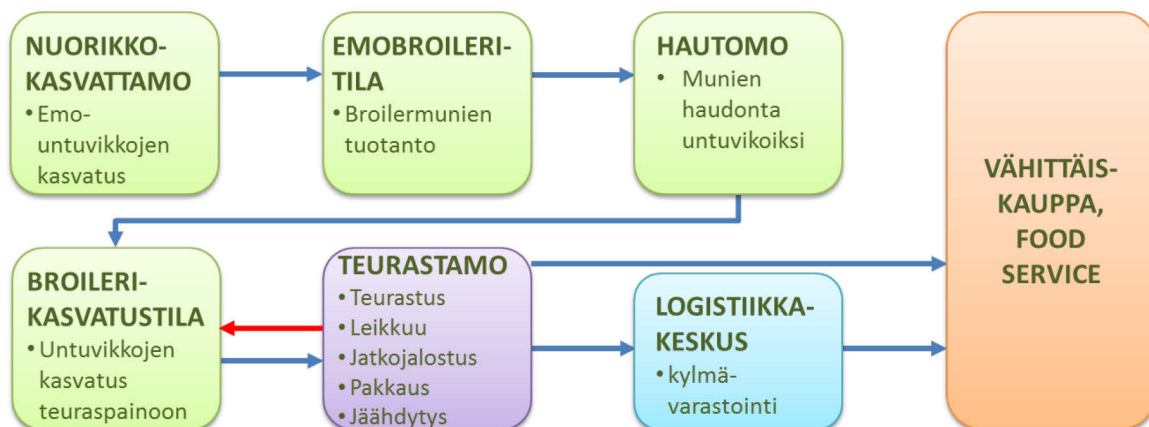 NUORIKKO-
KASVATTAMO
• Emo-
untuvikkojen
kasvatus
EMOBROILERI-
TILA
• Broilermunien
tuotanto
HAUTOMO
• Munien
haudonta
untuvikoiksi
VÄHITTÄIS-
KAUPPA,
FOOD
SERVICE
BROILERI-
KASVATUSTILA
• Untuvikkojen
kasvatus
teuraspainoon
TEURASTAMO
• Teurastus
• Leikkuu
• Jatkojalostus
• Pakkaus
• Jäähdytys
LOGISTIIKKA-
KESKUS
• kylmä-
varastointi